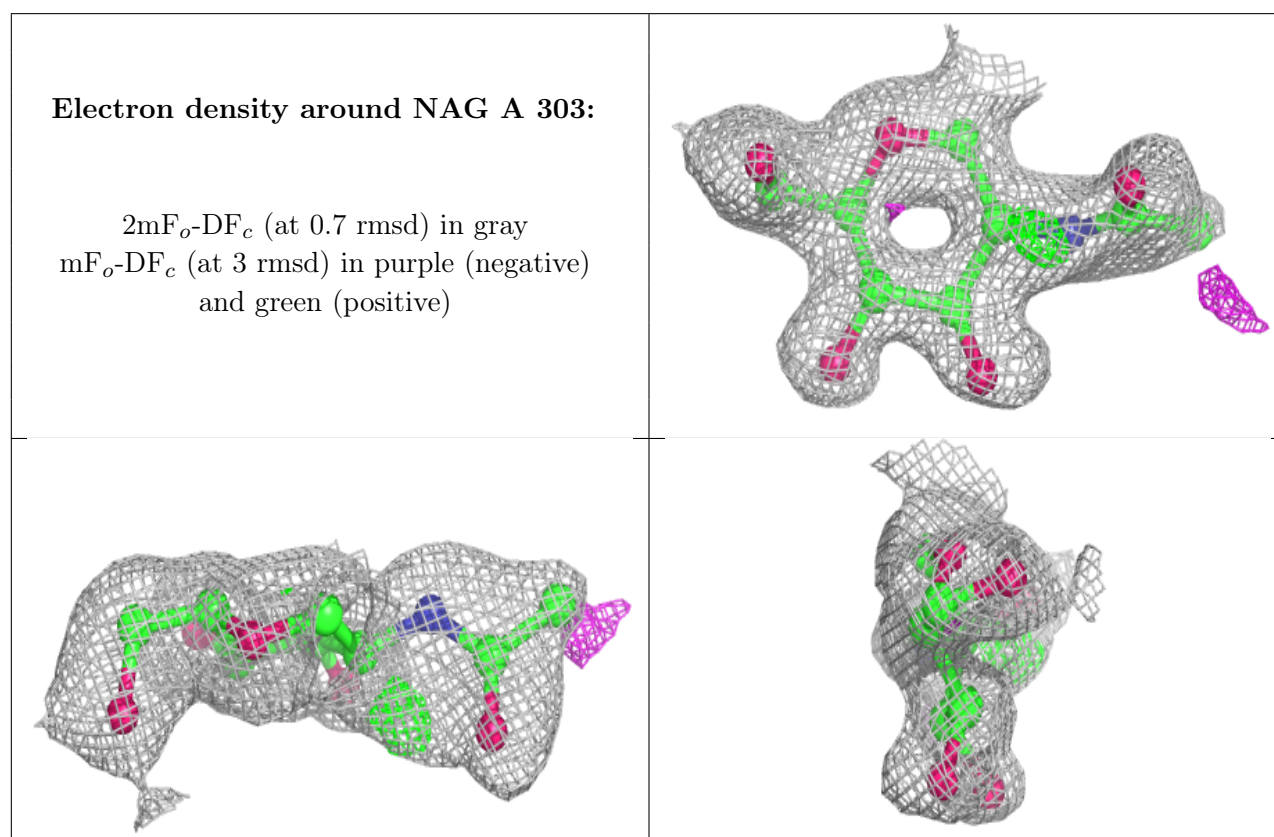 Electron density around NAG A 303:
2mFo-DFc (at 0.7 rmsd) in gray
mFo-DFc (at 3 rmsd) in purple (negative)
and green (positive)